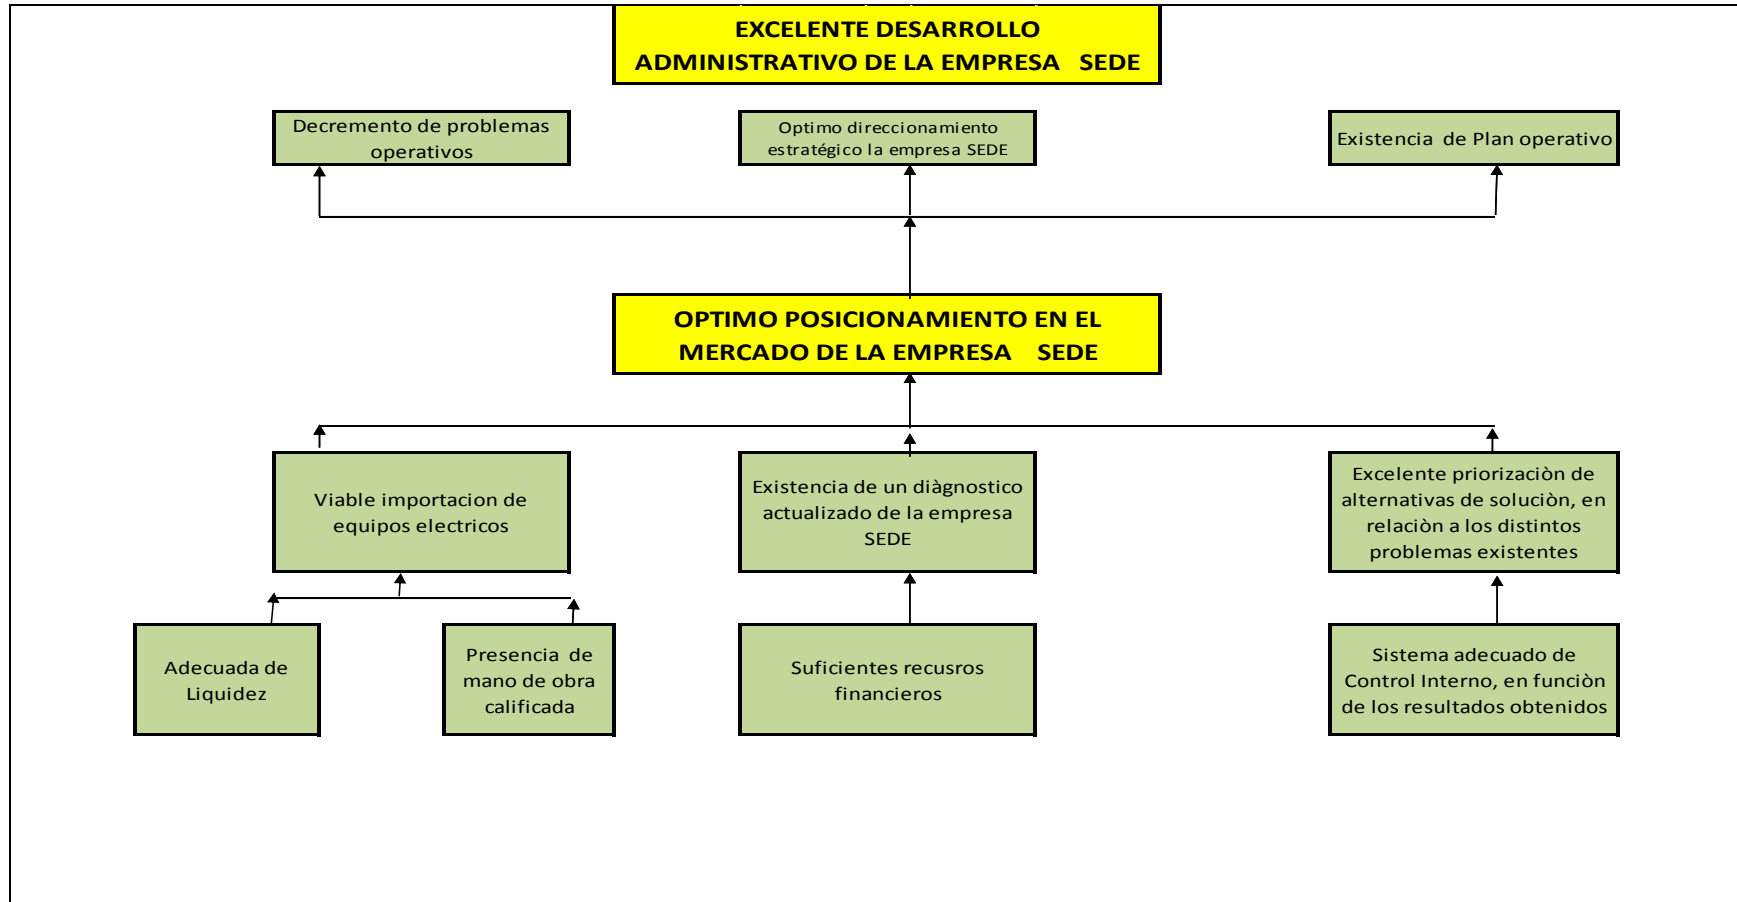 EXCELENTE DESARROLLO
ADMINISTRATIVO DE LA EMPRESA SEDE
Decremento de problemas
operativos
Optimo direccionamiento
estratégico la empresa SEDE
Existencia de Plan operativo
OPTIMO POSICIONAMIENTO EN EL
MERCADO DE LA EMPRESA SEDE
Viable importacion de
equipos electricos
Existencia de un diàgnostico
actualizado de la empresa
SEDE
Excelente priorizaciòn de
alternativas de soluciòn, en
relaciòn a los distintos
problemas existentes
Adecuada de
Liquidez
Presencia de
mano de obra
calificada
Suficientes recusros
financieros
Sistema adecuado de
Control Interno, en funciòn
de los resultados obtenidos